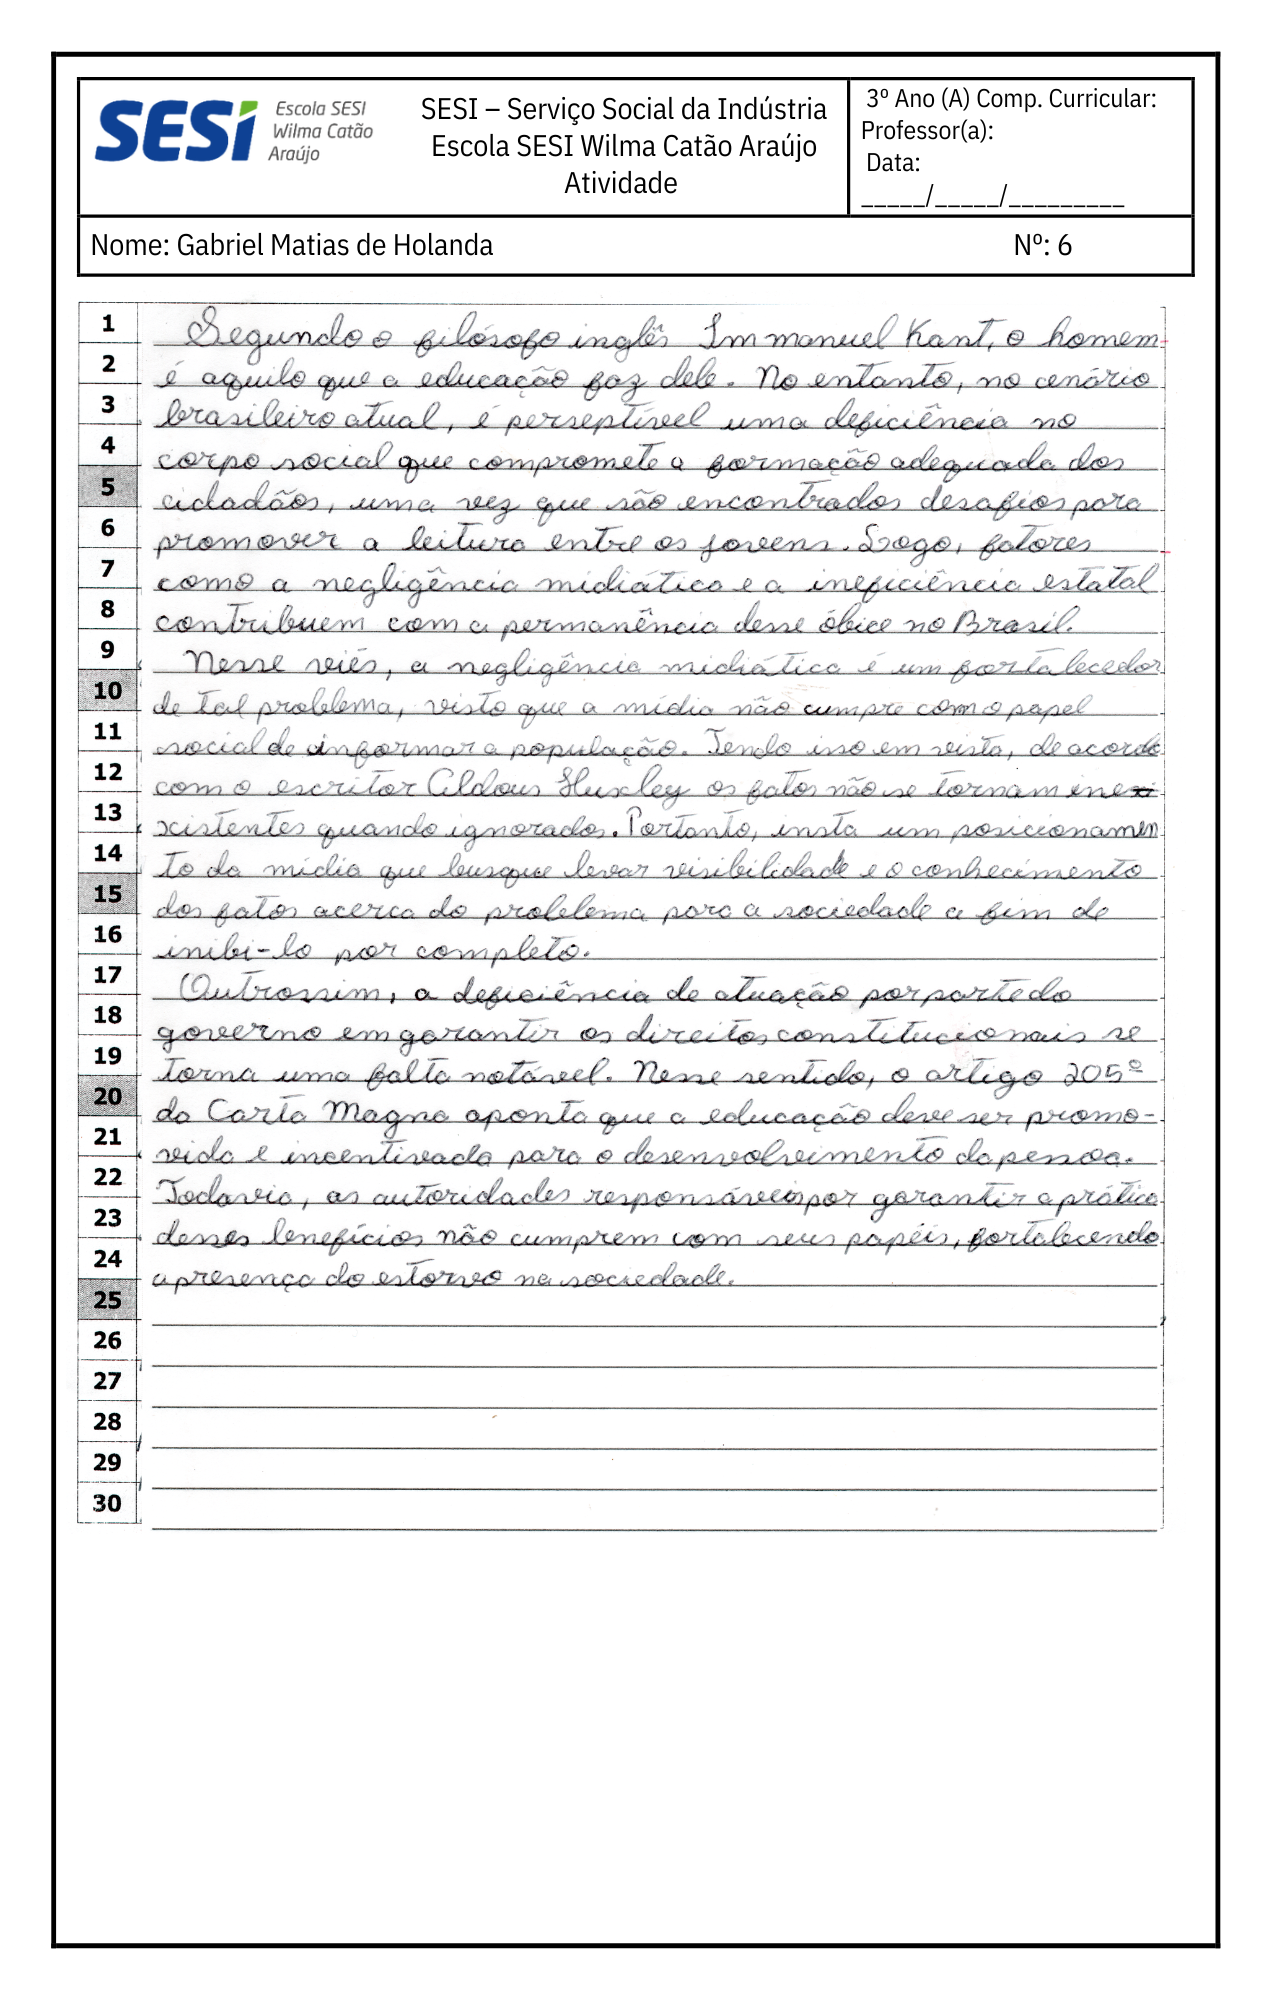 SESI
Escola SESI
Wilma Catão
Araújo
SESI – Serviço Social da Indústria
Escola SESI Wilma Catão Araújo
Atividade
3º Ano (A) Comp. Curricular:
Professor(a):
Data:
_____/_____/_________
Nome: Gabriel Matias de Holanda Nº: 6
1 Segundo o filósofo inglês Immanuel Kant, o homem
2 é aquilo que a educação faz dele. No entanto, no cenário
3 brasileiro atual, é perseptível uma deficiência no
4 corpo social que compromete a formação adequada dos
5 cidadãos, uma vez que são encontrados desafios para
6 promover a leitura entre os jovens. Logo, fatores
7 como a negligência midiática e a ineficiência estatal
8 contribuem com a permanência desse óbice no Brasil.
9 Nesse viés, a negligência midiática é um fortalecedor
10 de tal problema, visto que a mídia não cumpre com o papel
11 social de informar a população. Tendo isso em vista, de acordo
12 com o escritor Aldous Huxley os fatos não se tornam ine
13 xistentes quando ignorados. Portanto, insta um posicionamen
14 to da mídia que busque levar visibilidade e o conhecimento
15 dos fatos acerca do problema para a sociedade a fim de
16 inibi-lo por completo.
17 Outrossim, a deficiência de atuação por parte do
18 governo em garantir os direitos constitucionais se
19 torna uma falta notável. Nesse sentido, o artigo 205º
20 da Carta Magna aponta que a educação deve ser promo-
21 vida e incentivada para o desenvolvimento da pessoa.
22 Todavia, as autoridades responsáveis por garantir a prática
23 desses benefícios não cumprem com seus papéis, fortalecendo
24 a presença do estorvo na sociedade.
25
26
27
28
29
30